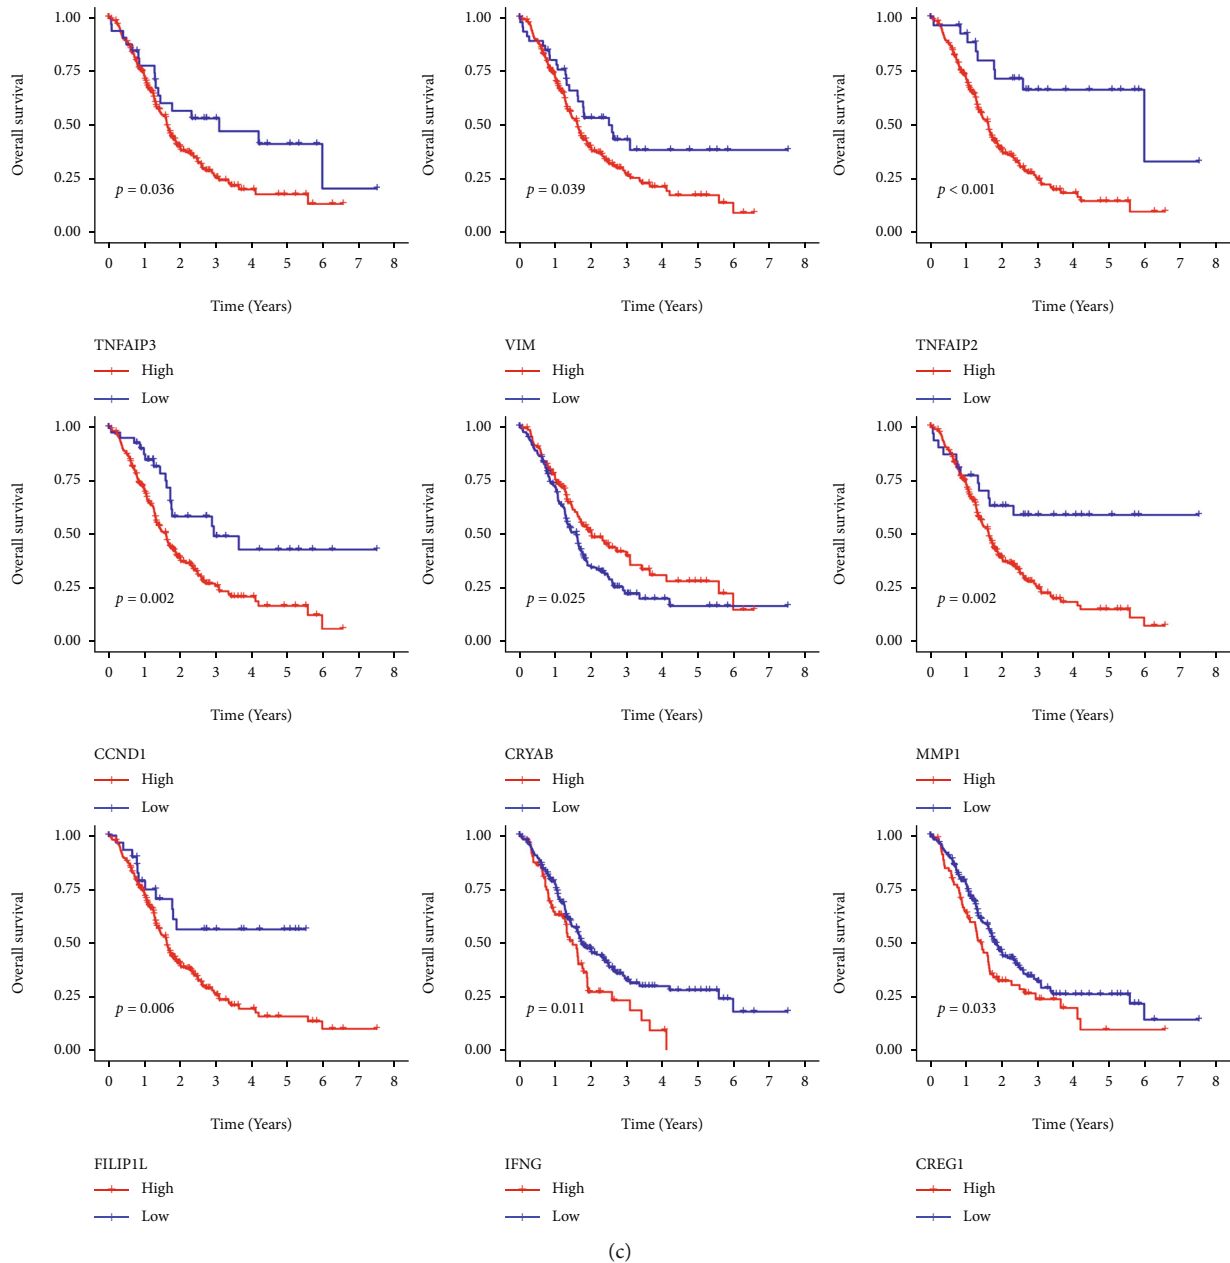 1.00
0.75
0.50
0.25
0.00
Overall survival
p = 0.036
0 1 2 3 4 5 6 7 8
Time (Years)
TNFAIP3
High
Low
1.00
0.75
0.50
0.25
0.00
Overall survival
p = 0.039
0 1 2 3 4 5 6 7 8
Time (Years)
VIM
High
Low
1.00
0.75
0.50
0.25
0.00
Overall survival
p < 0.001
0 1 2 3 4 5 6 7 8
Time (Years)
TNFAIP2
High
Low
1.00
0.75
0.50
0.25
0.00
Overall survival
p = 0.002
0 1 2 3 4 5 6 7 8
Time (Years)
CCND1
High
Low
1.00
0.75
0.50
0.25
0.00
Overall survival
p = 0.025
0 1 2 3 4 5 6 7 8
Time (Years)
CRYAB
High
Low
1.00
0.75
0.50
0.25
0.00
Overall survival
p = 0.002
0 1 2 3 4 5 6 7 8
Time (Years)
MMP1
High
Low
1.00
0.75
0.50
0.25
0.00
Overall survival
p = 0.006
0 1 2 3 4 5 6 7 8
Time (Years)
FILIP1L
High
Low
1.00
0.75
0.50
0.25
0.00
Overall survival
p = 0.011
0 1 2 3 4 5 6 7 8
Time (Years)
IFNG
High
Low
1.00
0.75
0.50
0.25
0.00
Overall survival
p = 0.033
0 1 2 3 4 5 6 7 8
Time (Years)
CREG1
High
Low
(c)